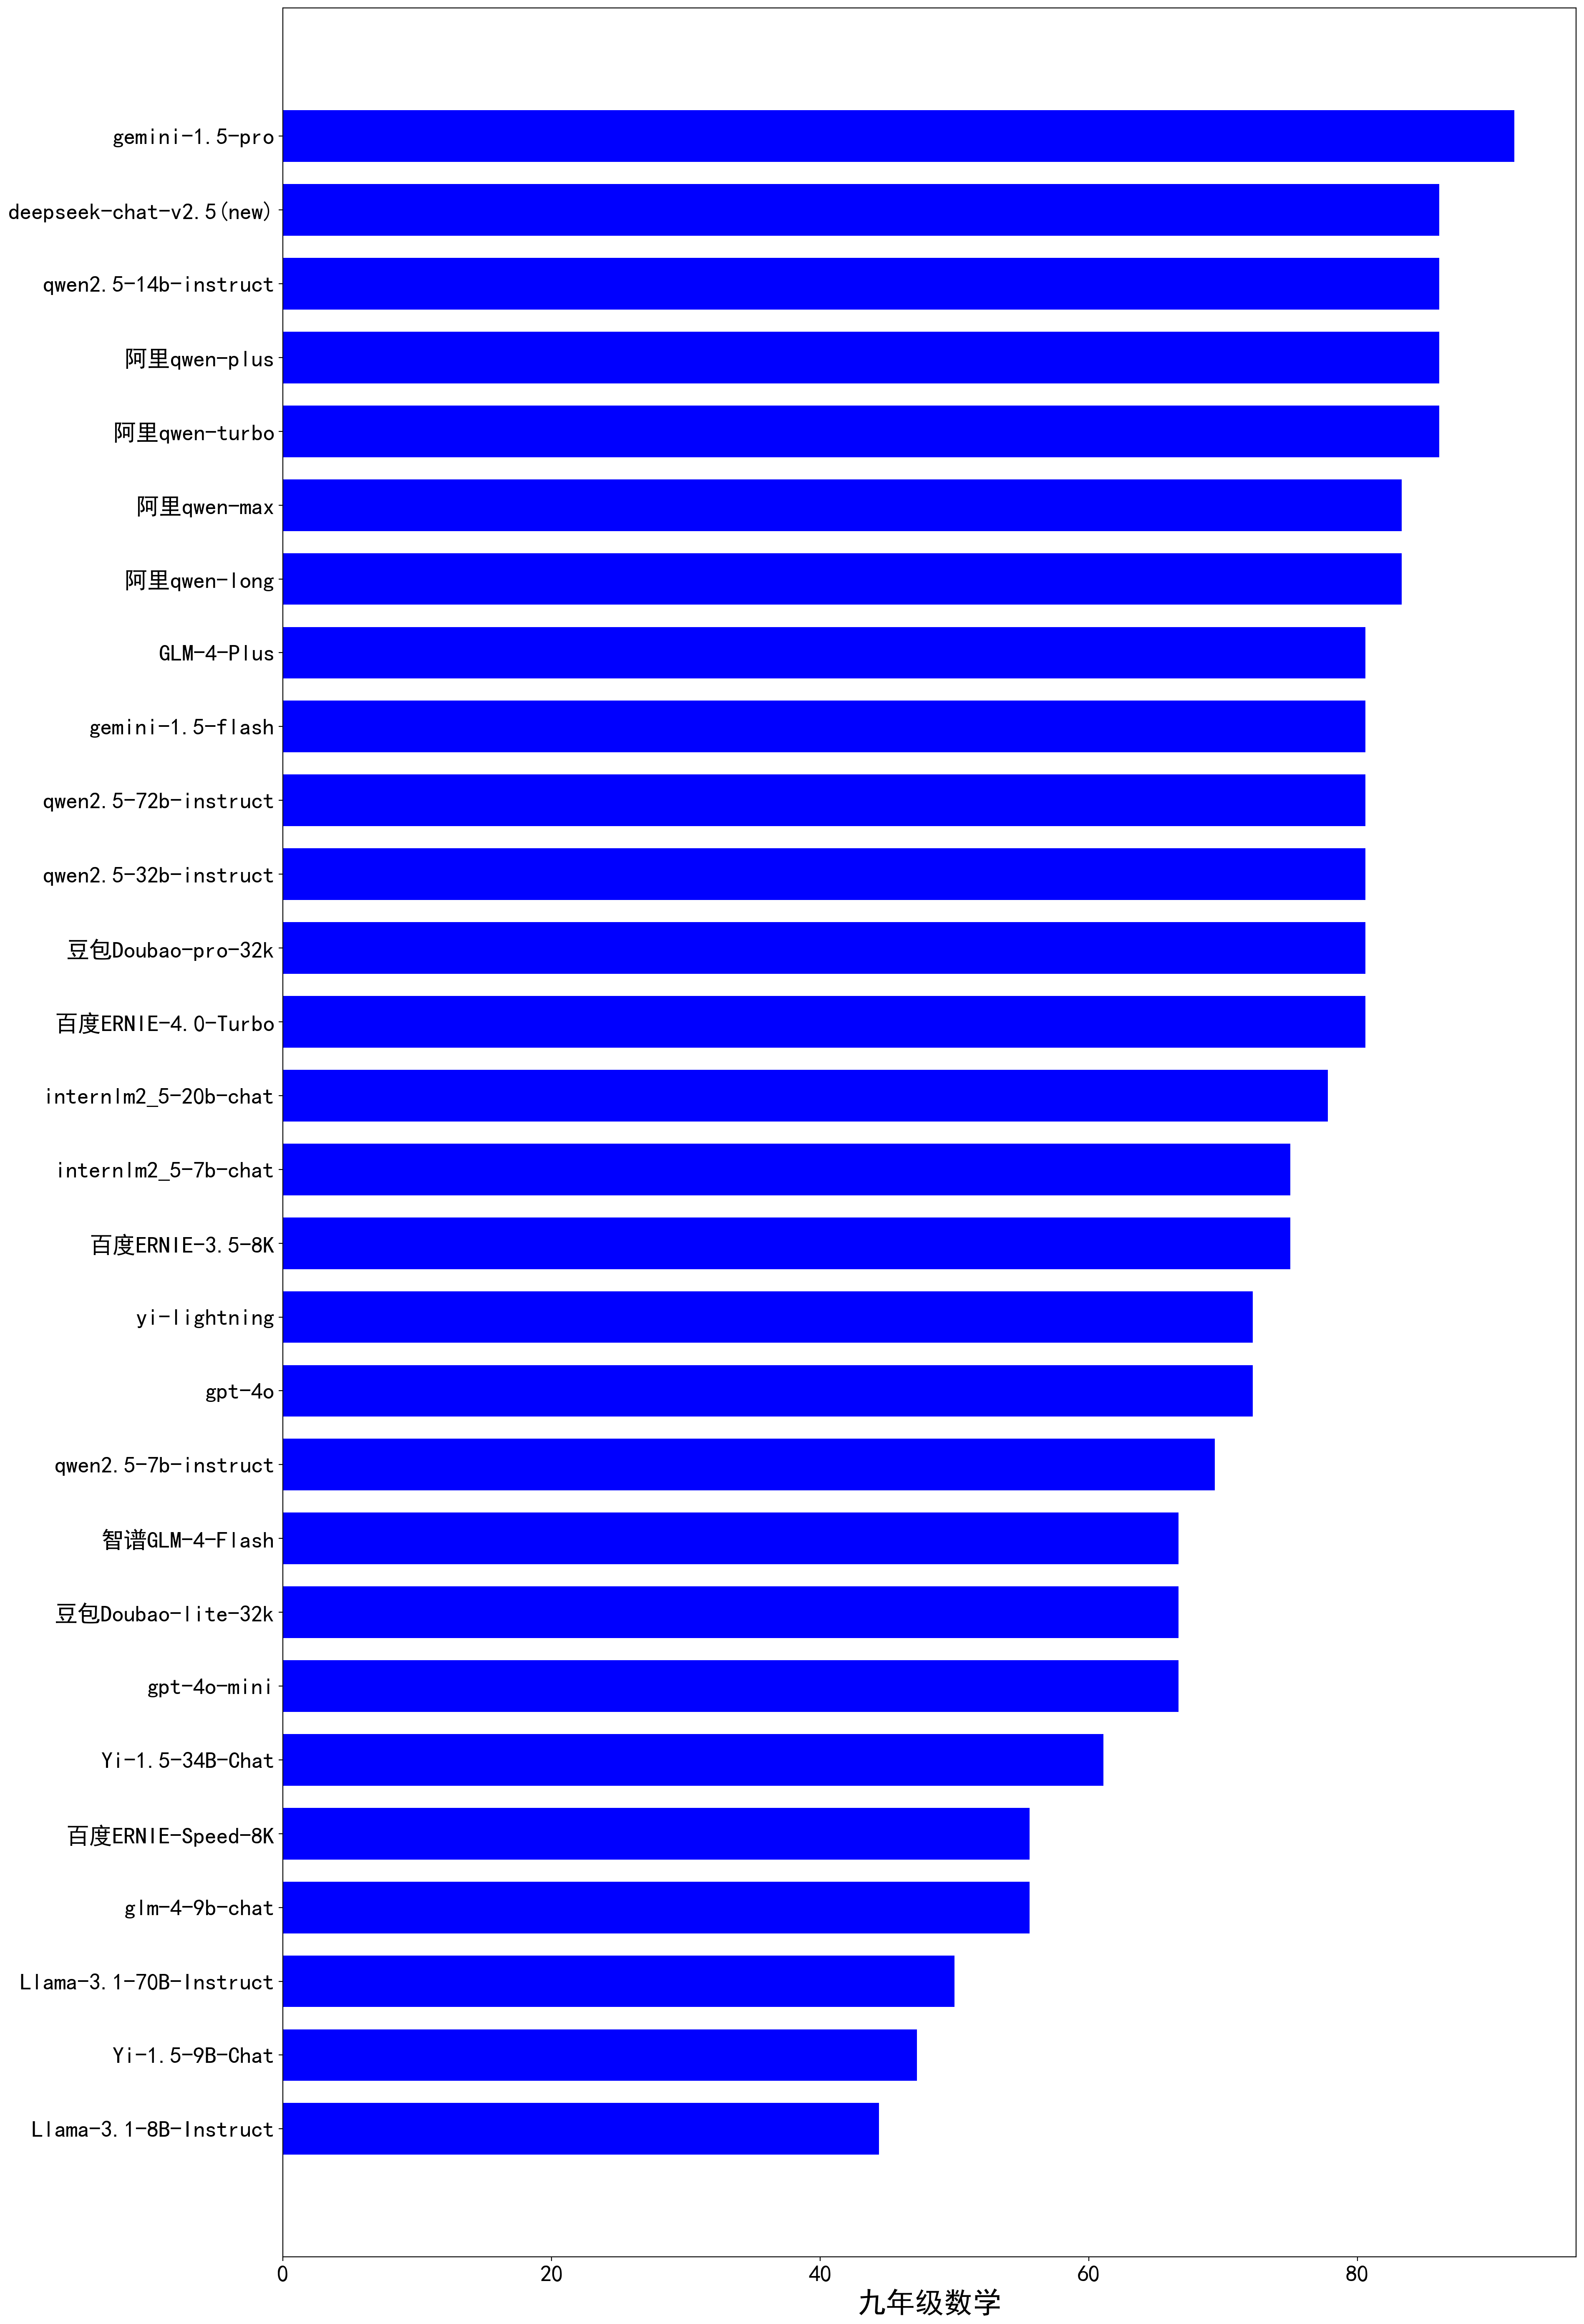 gemini-1.5-pro
deepseek-chat-v2.5(new)
qwen2.5-14b-instruct
阿里qwen-plus
阿里qwen-turbo
阿里qwen-max
阿里qwen-long
GLM-4-Plus
gemini-1.5-flash
qwen2.5-72b-instruct
qwen2.5-32b-instruct
豆包Doubao-pro-32k
百度ERNIE-4.0-Turbo
internlm2_5-20b-chat
internlm2_5-7b-chat
百度ERNIE-3.5-8K
yi-lightning
gpt-4o
qwen2.5-7b-instruct
智谱GLM-4-Flash
豆包Doubao-lite-32k
gpt-4o-mini
Yi-1.5-34B-Chat
百度ERNIE-Speed-8K
glm-4-9b-chat
Llama-3.1-70B-Instruct
Yi-1.5-9B-Chat
Llama-3.1-8B-Instruct
0 20 40 60 80
九年级数学